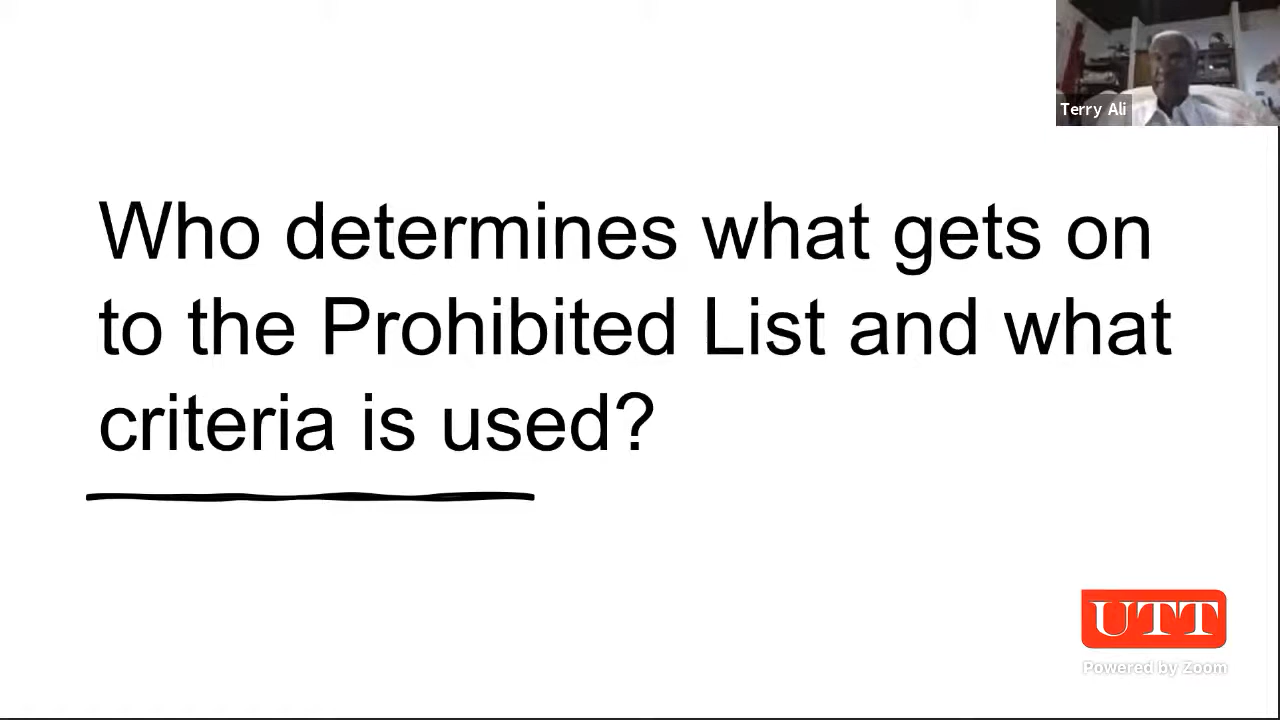 Terry Ali
Who determines what gets on
to the Prohibited List and what
criteria is used?
UTT
Powered by Zoom